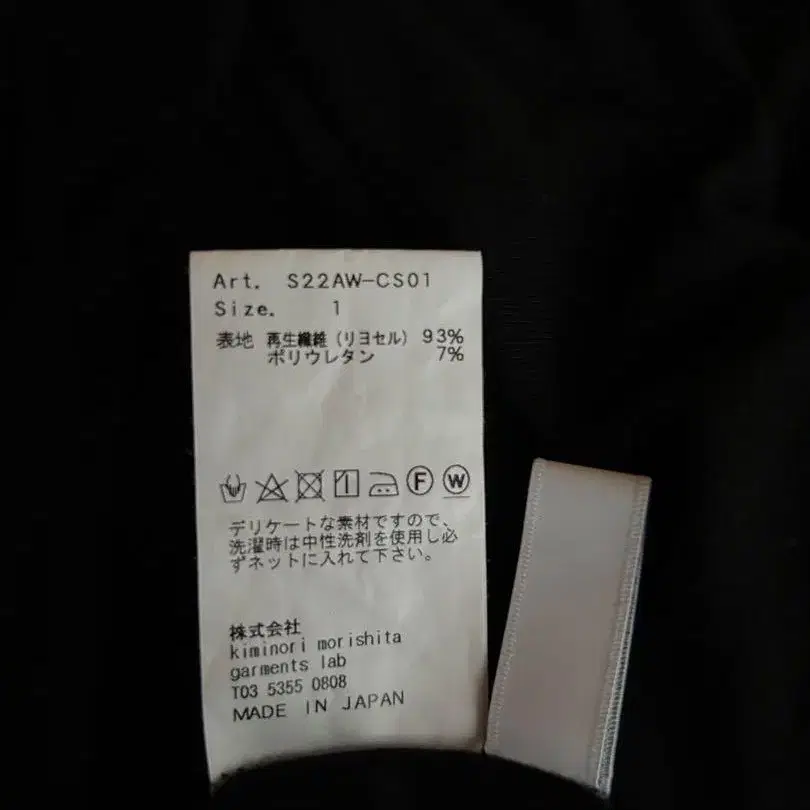 Art. S22AW-CS01
Size. 1
表地 再生繊維（リヨセル） 93%
ポリウレタン 7%
F W
デリケートな素材ですので、
洗濯時は中性洗剤を使用し必
ずネットに入れて下さい。
株式会社
kiminori morishita
garments lab
T03 5355 0808
MADE IN JAPAN